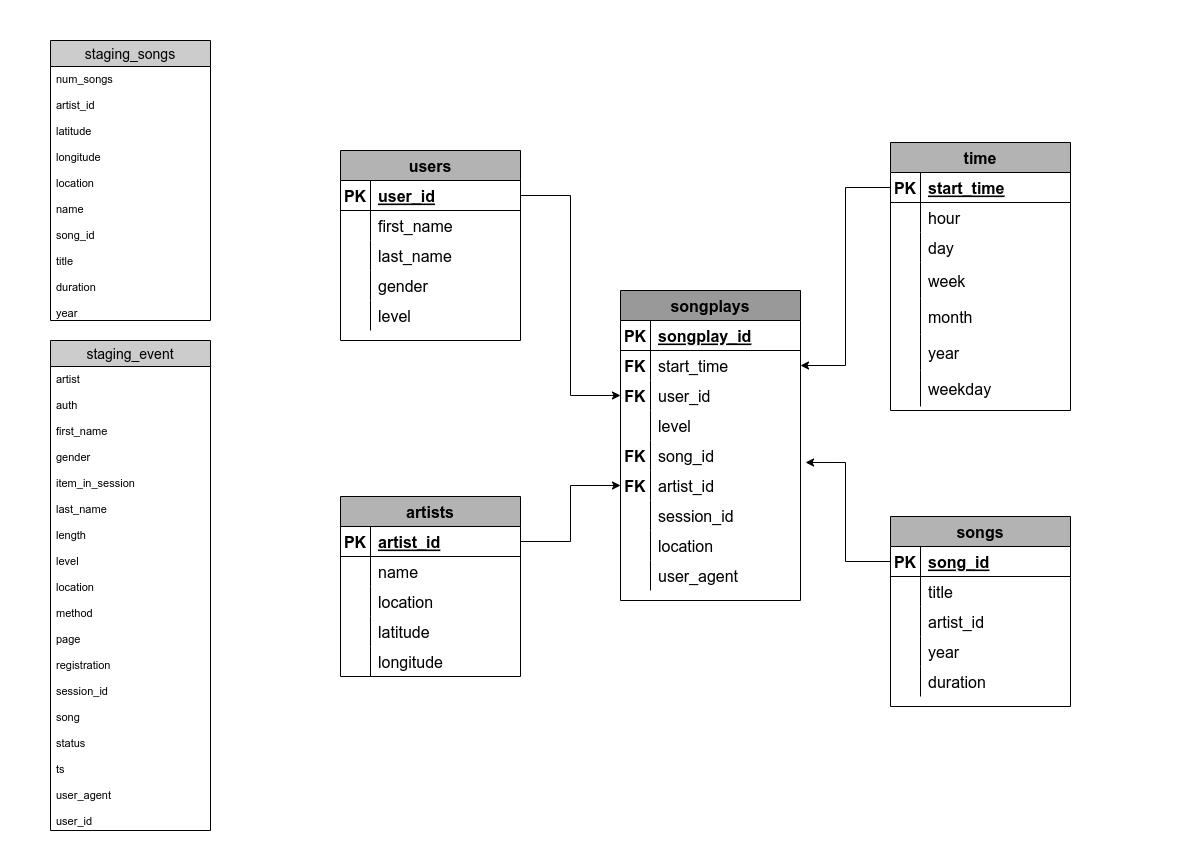 staging_songs
num_songs
artist_id
latitude
longitude
location
name
song_id
title
duration
year
staging_event
artist
auth
first_name
gender
item_in_session
last_name
length
level
location
method
page
registration
session_id
song
status
ts
user_agent
user_id
users
PK user_id
first_name
last_name
gender
level
artists
PK artist_id
name
location
latitude
longitude
songplays
PK songplay_id
FK start_time
FK user_id
level
FK song_id
FK artist_id
session_id
location
user_agent
time
PK start_time
hour
day
week
month
year
weekday
songs
PK song_id
title
artist_id
year
duration